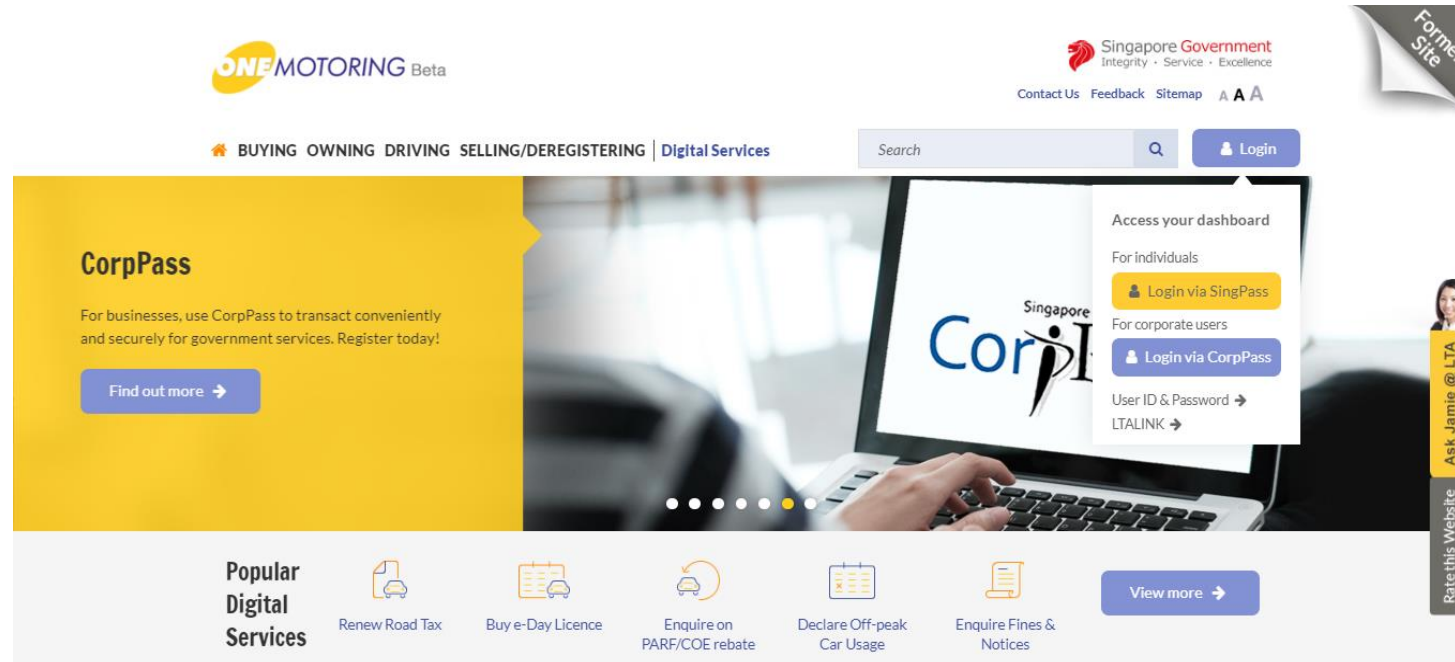 ONEMOTORING Beta
Singapore Government
Integrity · Service · Excellence
Contact Us Feedback Sitemap A A A
Former Site
BUYING OWNING DRIVING SELLING/DEREGISTERING | Digital Services
Search
Login
Access your dashboard
For individuals
Login via SingPass
For corporate users
Login via CorpPass
User ID & Password
LTALINK
CorpPass
For businesses, use CorpPass to transact conveniently
and securely for government services. Register today!
Find out more
Singapore
Ask Jamie @ LTA
Rate this Website
Popular
Digital
Services
Renew Road Tax
Buy e-Day Licence
Enquire on
PARF/COE rebate
Declare Off-peak
Car Usage
Enquire Fines &
Notices
View more